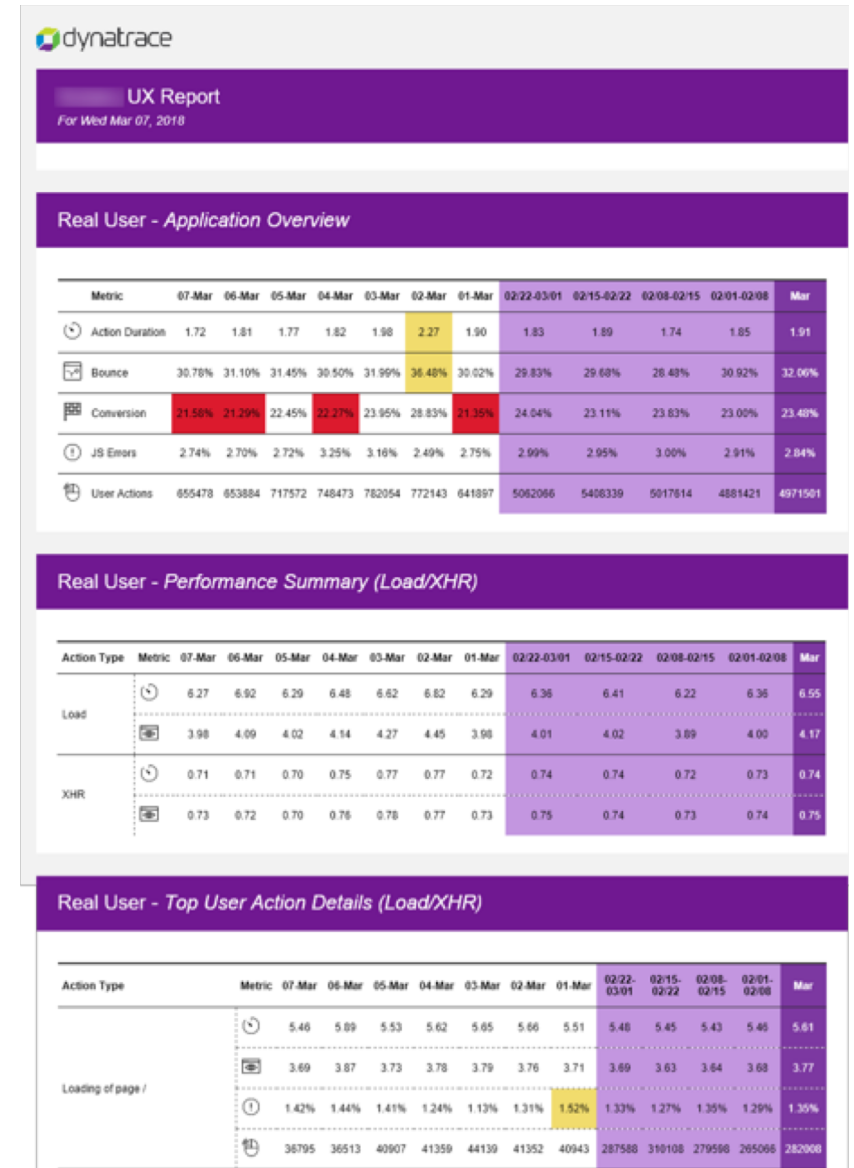 dynatrace
UX Report
For Wed Mar 07, 2018
Real User - Application Overview
Metric 07-Mar 06-Mar 05-Mar 04-Mar 03-Mar 02-Mar 01-Mar 02/22-03/01 02/15-02/22 02/08-02/15 02/01-02/08 Mar
Action Duration 1.72 1.81 1.77 1.82 1.98 2.27 1.90 1.83 1.89 1.74 1.85 1.91
Bounce 30.78% 31.10% 31.45% 30.50% 31.99% 36.48% 30.02% 29.83% 29.68% 28.48% 30.92% 32.06%
Conversion 21.58% 21.29% 22.45% 22.27% 23.95% 28.83% 21.35% 24.04% 23.11% 23.83% 23.00% 23.48%
JS Errors 2.74% 2.70% 2.72% 3.25% 3.16% 2.49% 2.75% 2.99% 2.95% 3.00% 2.91% 2.84%
User Actions 655478 653884 717572 748473 782054 772143 641897 5062066 5408339 5017614 4881421 4971501
Real User - Performance Summary (Load/XHR)
Action Type Metric 07-Mar 06-Mar 05-Mar 04-Mar 03-Mar 02-Mar 01-Mar 02/22-03/01 02/15-02/22 02/08-02/15 02/01-02/08 Mar
6.27 6.92 6.29 6.48 6.62 6.82 6.29 6.36 6.41 6.22 6.36 6.55
Load
3.98 4.09 4.02 4.14 4.27 4.45 3.98 4.01 4.02 3.89 4.00 4.17
0.71 0.71 0.70 0.75 0.77 0.77 0.72 0.74 0.74 0.72 0.73 0.74
XHR
0.73 0.72 0.70 0.76 0.78 0.77 0.73 0.75 0.74 0.73 0.74 0.75
Real User - Top User Action Details (Load/XHR)
Action Type Metric 07-Mar 06-Mar 05-Mar 04-Mar 03-Mar 02-Mar 01-Mar 02/22-03/01 02/15-02/22 02/08-02/15 02/01-02/08 Mar
5.46 5.89 5.53 5.62 5.65 5.66 5.51 5.48 5.45 5.43 5.46 5.61
3.69 3.87 3.73 3.78 3.79 3.76 3.71 3.69 3.63 3.64 3.68 3.77
Loading of page /
1.42% 1.44% 1.41% 1.24% 1.13% 1.31% 1.52% 1.33% 1.27% 1.35% 1.29% 1.35%
36795 36513 40907 41359 44139 41352 40943 287588 310108 279598 265066 282008